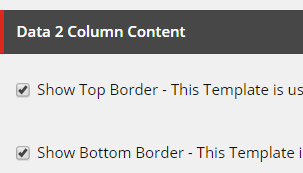 Data 2 Column Content
Show Top Border - This Template is us
Show Bottom Border - This Template i